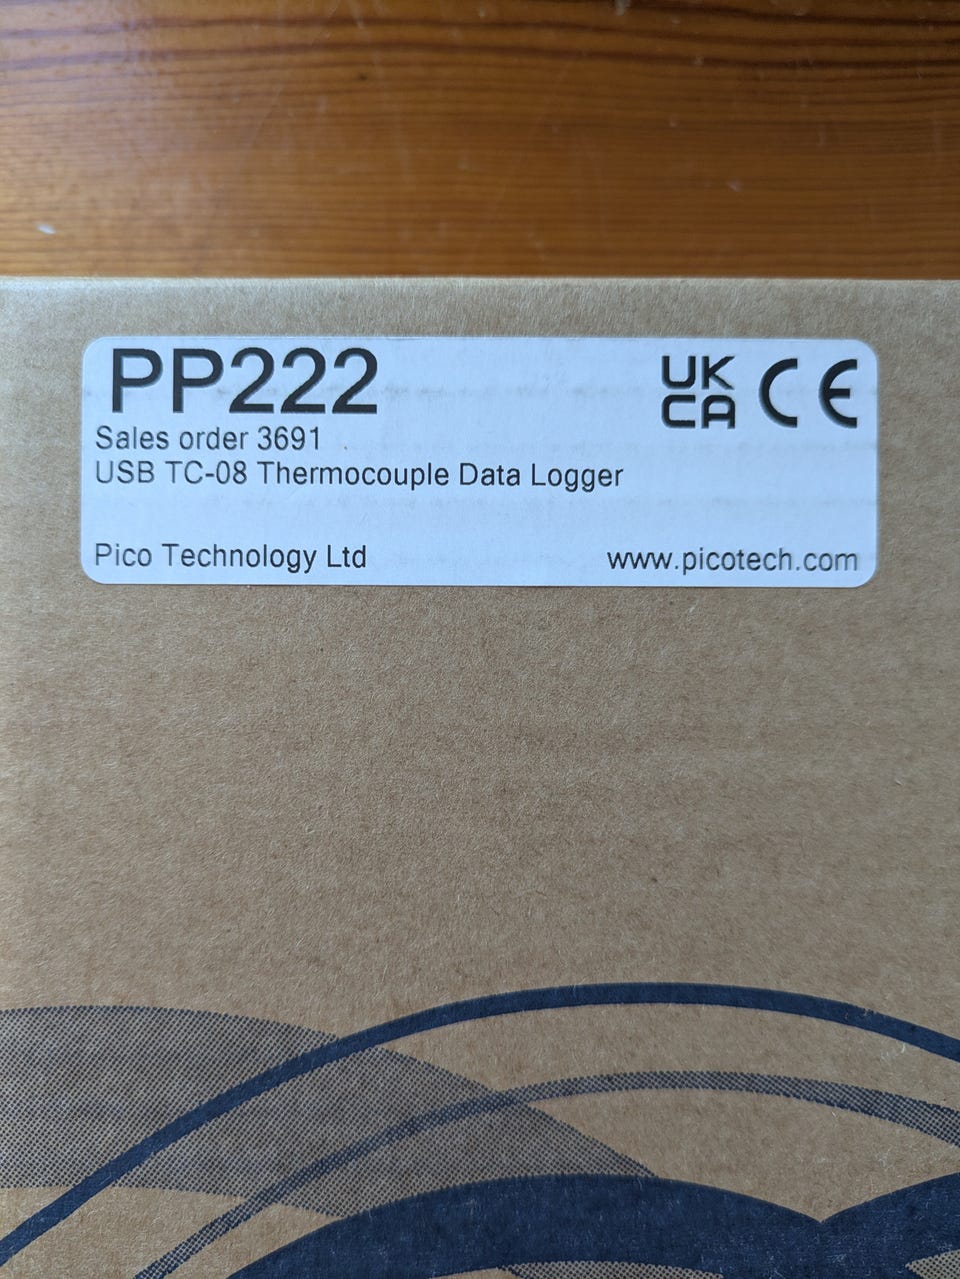 PP222
UK
CA
CE
Sales order 3691
USB TC-08 Thermocouple Data Logger
Pico Technology Ltd
www.picotech.com